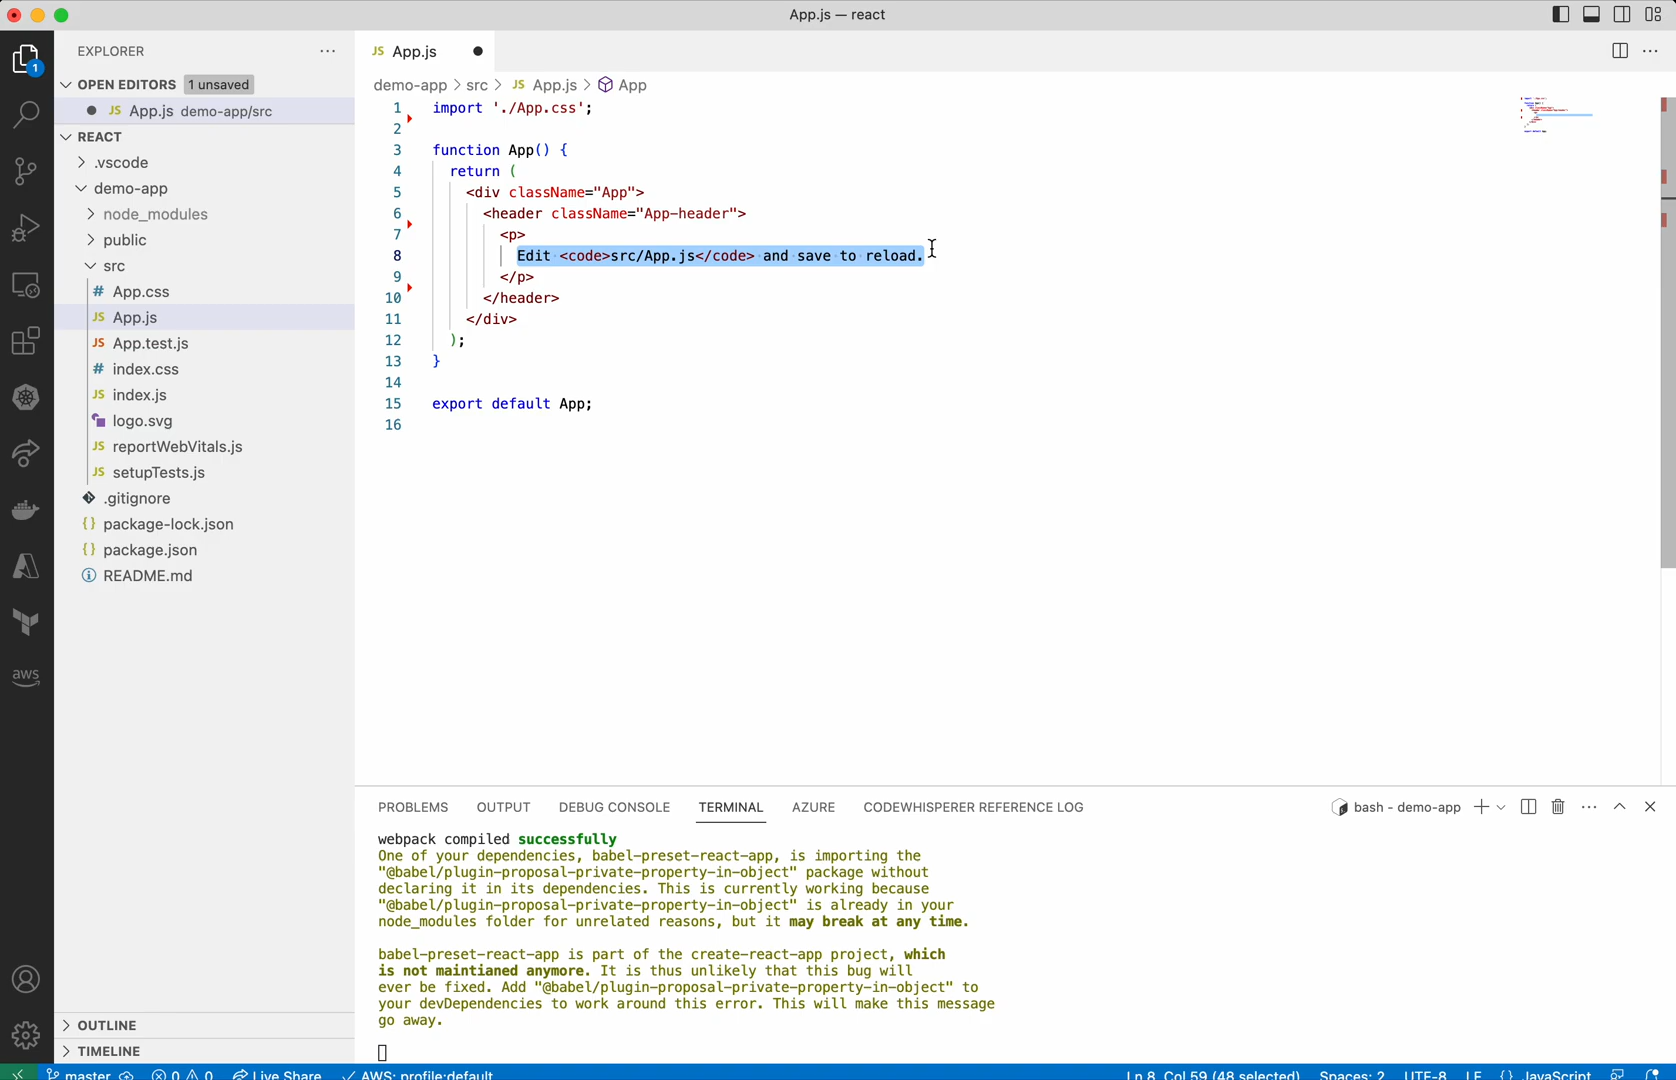 App.js — react
EXPLORER
OPEN EDITORS 1 unsaved
JS App.js demo-app/src
REACT
.vscode
demo-app
node_modules
public
src
# App.css
JS App.js
JS App.test.js
# index.css
JS index.js
logo.svg
JS reportWebVitals.js
JS setupTests.js
.gitignore
{} package-lock.json
{} package.json
README.md
OUTLINE
TIMELINE
1
aws
JS App.js
demo-app > src > JS App.js > App
1 import './App.css';
2
3 function App() {
4 return (
5 <div className="App">
6 <header className="App-header">
7 <p>
8 Edit <code>src/App.js</code> and save to reload.
9 </p>
10 </header>
11 </div>
12 );
13 }
14
15 export default App;
16
PROBLEMS OUTPUT DEBUG CONSOLE TERMINAL AZURE CODEWHISPERER REFERENCE LOG bash - demo-app
webpack compiled successfully
One of your dependencies, babel-preset-react-app, is importing the
"@babel/plugin-proposal-private-property-in-object" package without
declaring it in its dependencies. This is currently working because
"@babel/plugin-proposal-private-property-in-object" is already in your
node_modules folder for unrelated reasons, but it may break at any time.
babel-preset-react-app is part of the create-react-app project, which
is not maintianed anymore. It is thus unlikely that this bug will
ever be fixed. Add "@babel/plugin-proposal-private-property-in-object" to
your devDependencies to work around this error. This will make this message
go away.
master 0 0 Live Share AWS: profile:default Ln 8, Col 59 (48 selected) Spaces: 2 UTF-8 LF {} JavaScript